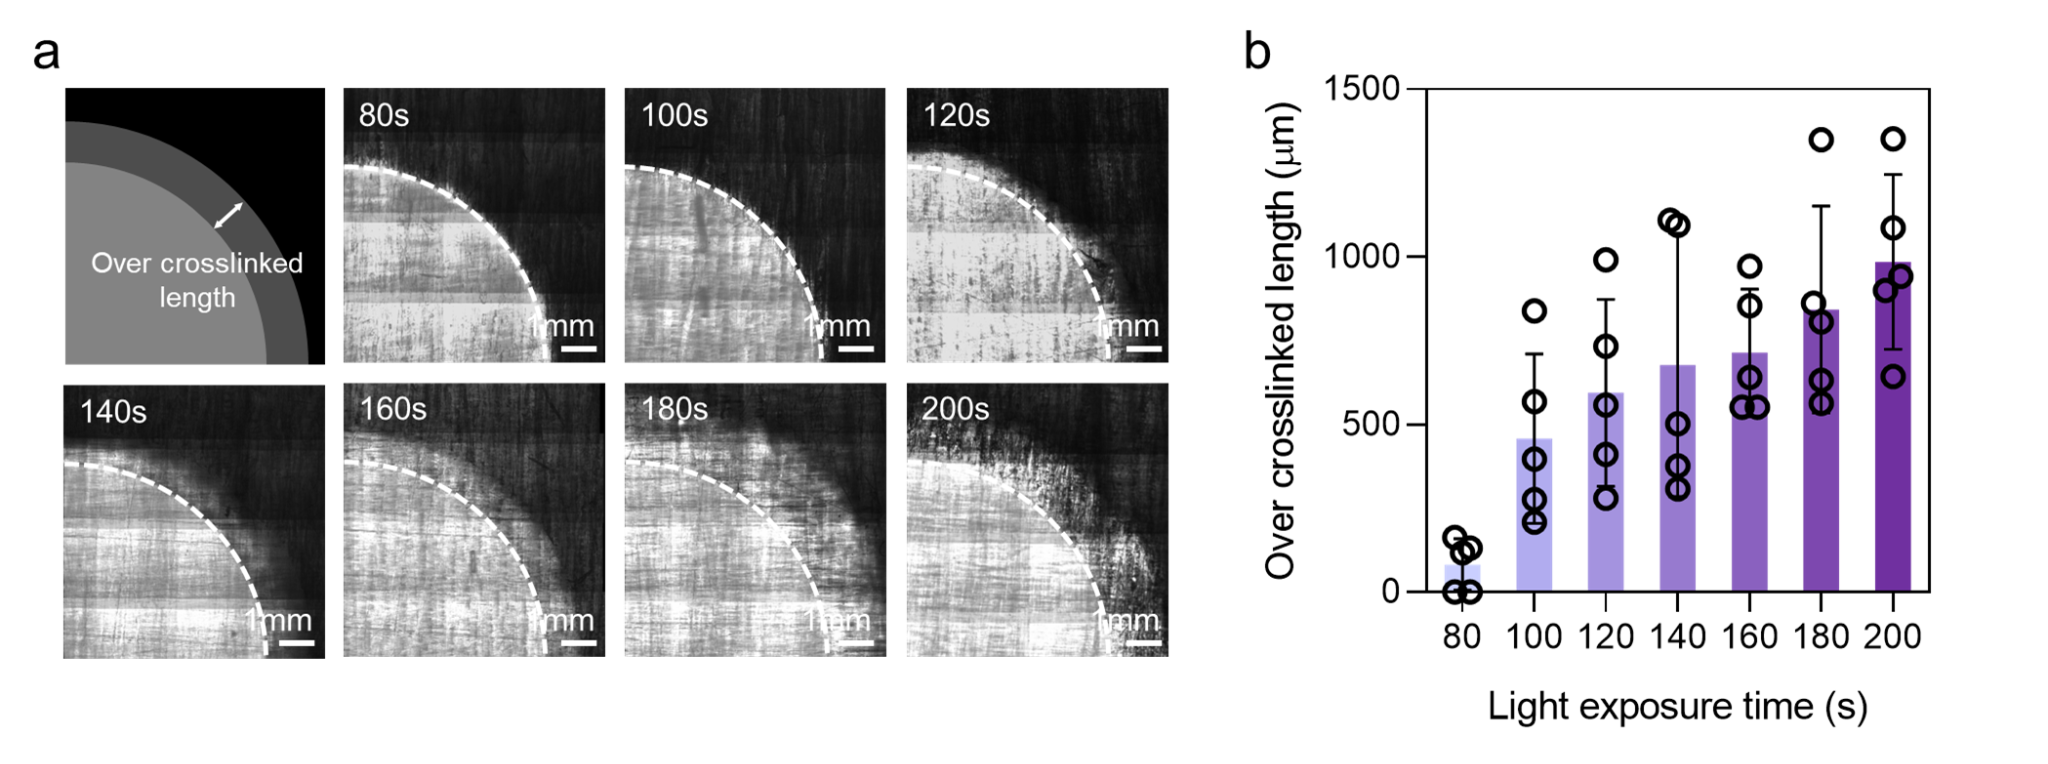 a
Over crosslinked
length
80s
1mm
100s
1mm
120s
1mm
140s
1mm
160s
1mm
180s
1mm
200s
1mm
b
Over crosslinked length (μm)
1500
1000
500
0
80 100 120 140 160 180 200
Light exposure time (s)